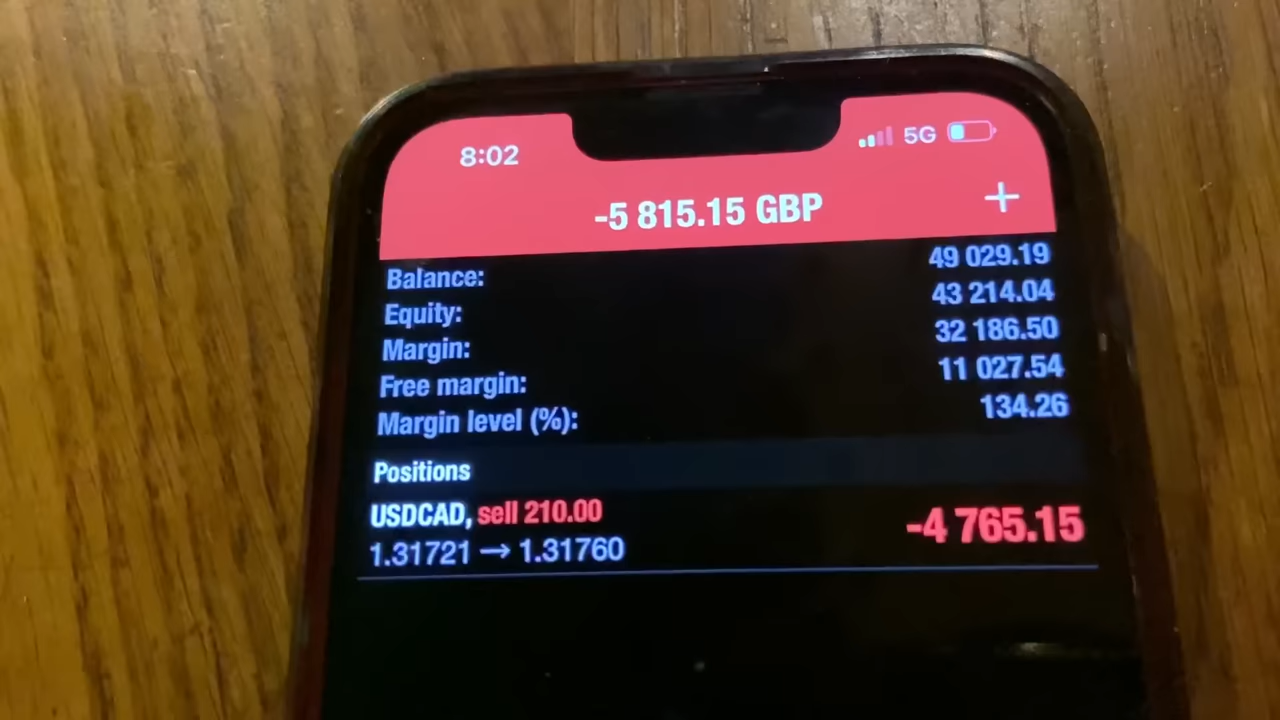 8:02 5G
-5 815.15 GBP +
Balance: 49 029.19
Equity: 43 214.04
Margin: 32 186.50
Free margin: 11 027.54
Margin level (%): 134.26
Positions
USDCAD, sell 210.00 -4 765.15
1.31721 → 1.31760